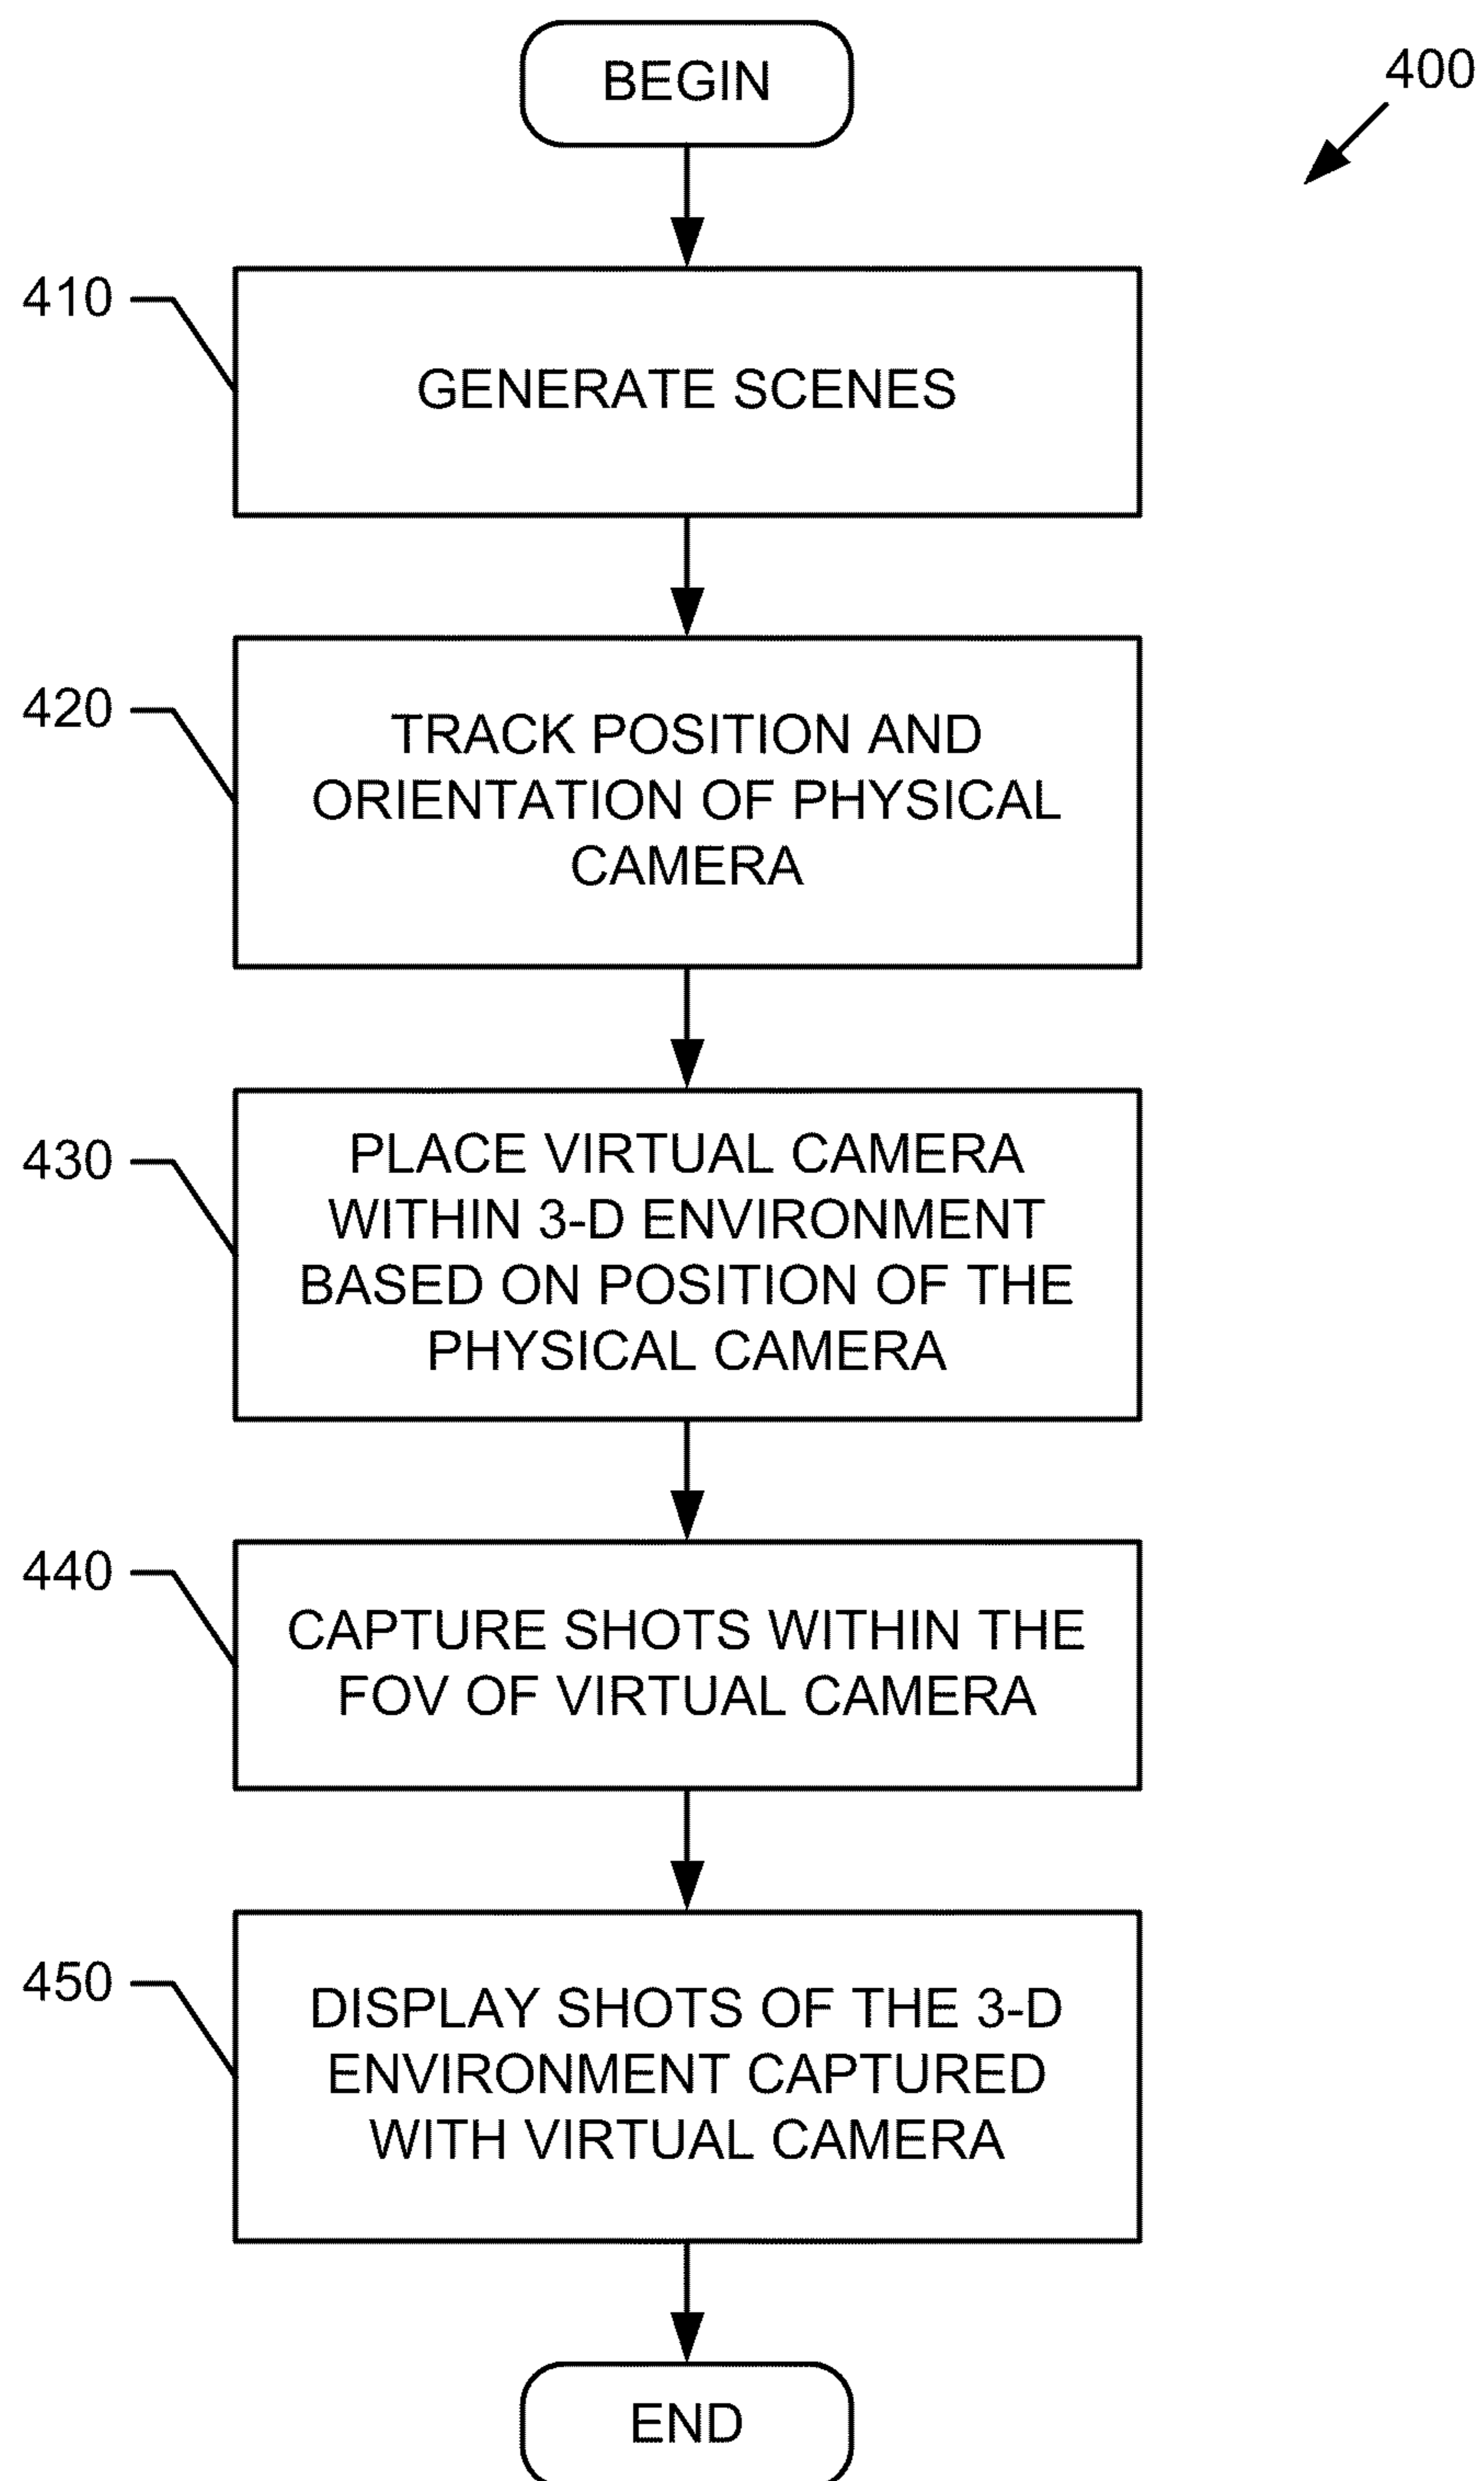 BEGIN
400
410
GENERATE SCENES
420
TRACK POSITION AND
ORIENTATION OF PHYSICAL
CAMERA
430
PLACE VIRTUAL CAMERA
WITHIN 3-D ENVIRONMENT
BASED ON POSITION OF THE
PHYSICAL CAMERA
440
CAPTURE SHOTS WITHIN THE
FOV OF VIRTUAL CAMERA
450
DISPLAY SHOTS OF THE 3-D
ENVIRONMENT CAPTURED
WITH VIRTUAL CAMERA
END